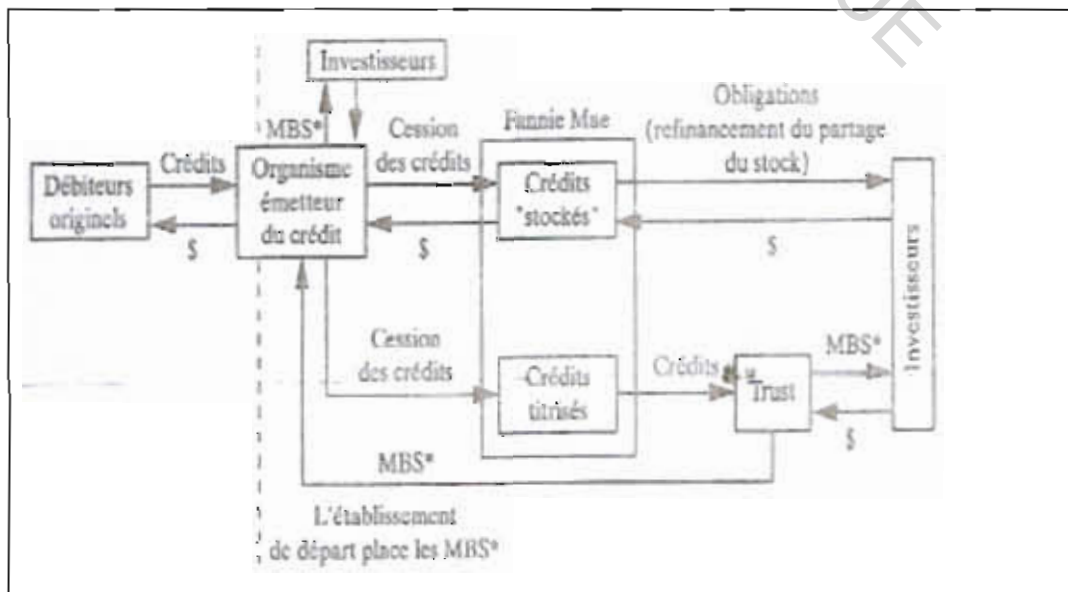 UE
Investisseurs
MBS*
Cession
des crédits
Fannie Mae
Obligations
(refinancement du partage
du stock)
Débiteurs
originels
Crédits
$
Organisme
émetteur
du crédit
$
Crédits
"stockés"
$
Investisseurs
Cession
des crédits
Crédits
titrisés
Crédits
Trust
MBS*
$
MBS*
L'établissement
de départ place les MBS*